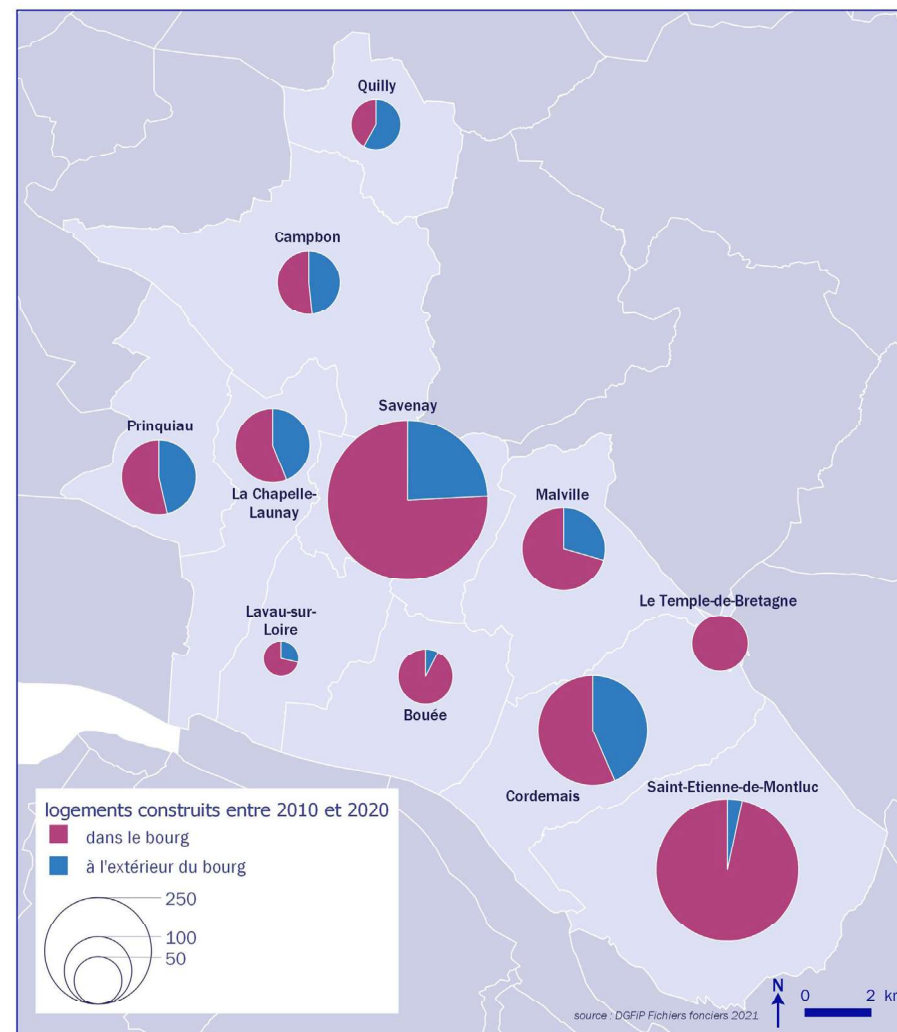 Quilly
Campbon
Savenay
Prinquiau
La Chapelle-
Launay
Malville
Le Temple-de-Bretagne
Lavau-sur-
Loire
Bouée
Cordemais
Saint-Etienne-de-Montluc
logements construits entre 2010 et 2020
dans le bourg
à l'extérieur du bourg
250
100
50
source : DGFiP Fichiers fonciers 2021
N
0 2 km